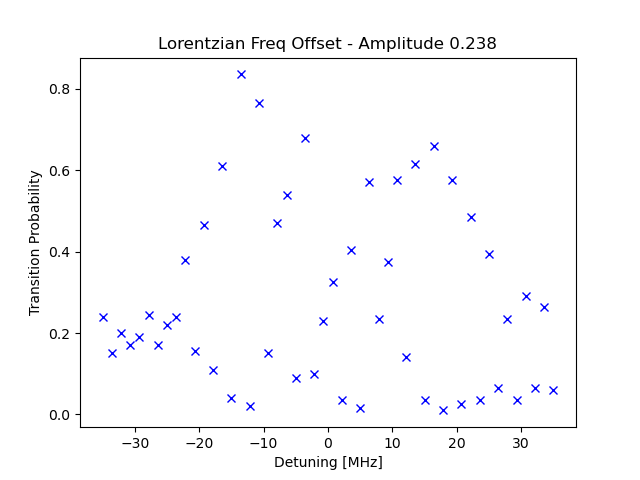 Lorentzian Freq Offset - Amplitude 0.238
0.8
0.6
0.4
0.2
0.0
Transition Probability
−30 −20 −10 0 10 20 30
Detuning [MHz]